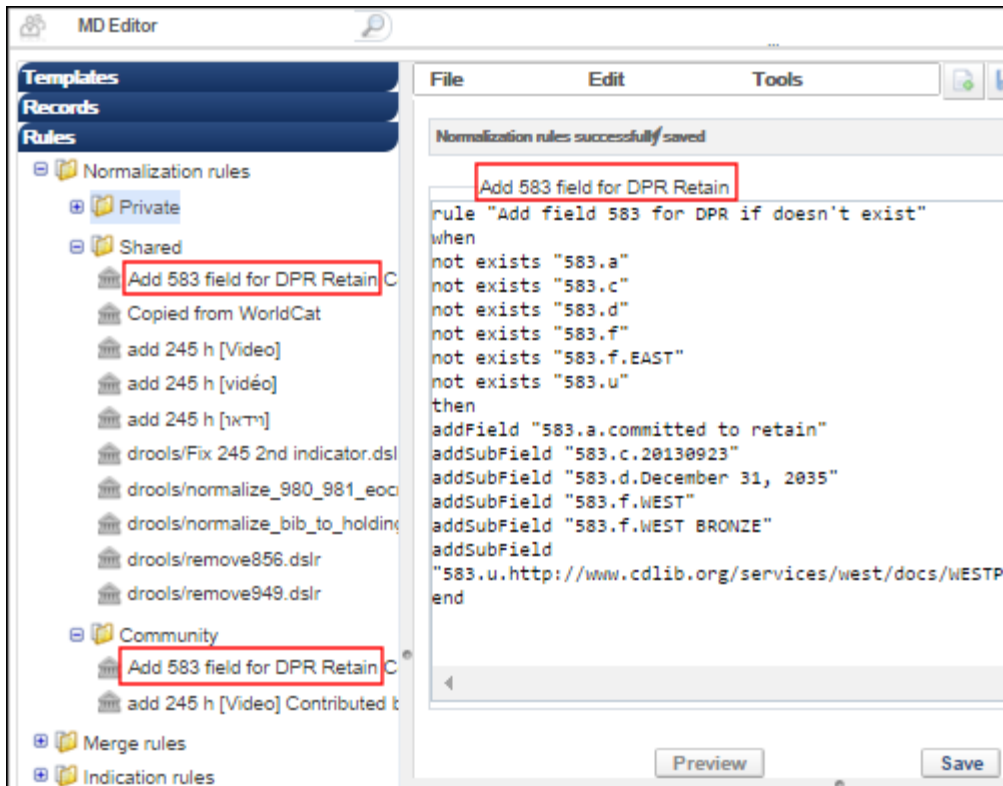 MD Editor
...
Templates
Records
Rules
Normalization rules
Private
Shared
Add 583 field for DPR Retain C
Copied from WorldCat
add 245 h [Video]
add 245 h [vidéo]
add 245 h [וידאו]
drools/Fix 245 2nd indicator.dsl
drools/normalize_980_981_eoc
drools/normalize_bib_to_holding
drools/remove856.dslr
drools/remove949.dslr
Community
Add 583 field for DPR Retain C
add 245 h [Video] Contributed b
Merge rules
Indication rules
File Edit Tools
Normalization rules successfully saved
Add 583 field for DPR Retain
rule "Add field 583 for DPR if doesn't exist"
when
not exists "583.a"
not exists "583.c"
not exists "583.d"
not exists "583.f"
not exists "583.f.EAST"
not exists "583.u"
then
addField "583.a.committed to retain"
addSubField "583.c.20130923"
addSubField "583.d.December 31, 2035"
addSubField "583.f.WEST"
addSubField "583.f.WEST BRONZE"
addSubField
"583.u.http://www.cdlib.org/services/west/docs/WESTP
end
Preview Save